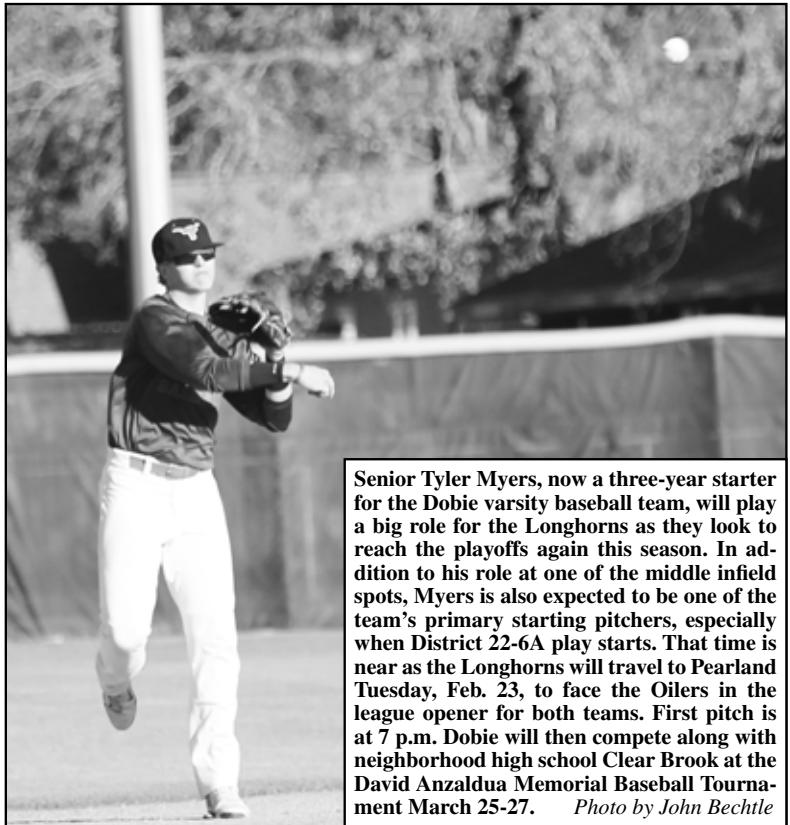 Senior Tyler Myers, now a three-year starter
for the Dobie varsity baseball team, will play
a big role for the Longhorns as they look to
reach the playoffs again this season. In ad-
dition to his role at one of the middle infield
spots, Myers is also expected to be one of the
team's primary starting pitchers, especially
when District 22-6A play starts. That time is
near as the Longhorns will travel to Pearland
Tuesday, Feb. 23, to face the Oilers in the
league opener for both teams. First pitch is
at 7 p.m. Dobie will then compete along with
neighborhood high school Clear Brook at the
David Anzaldua Memorial Baseball Tourna-
ment March 25-27. Photo by John Bechtle